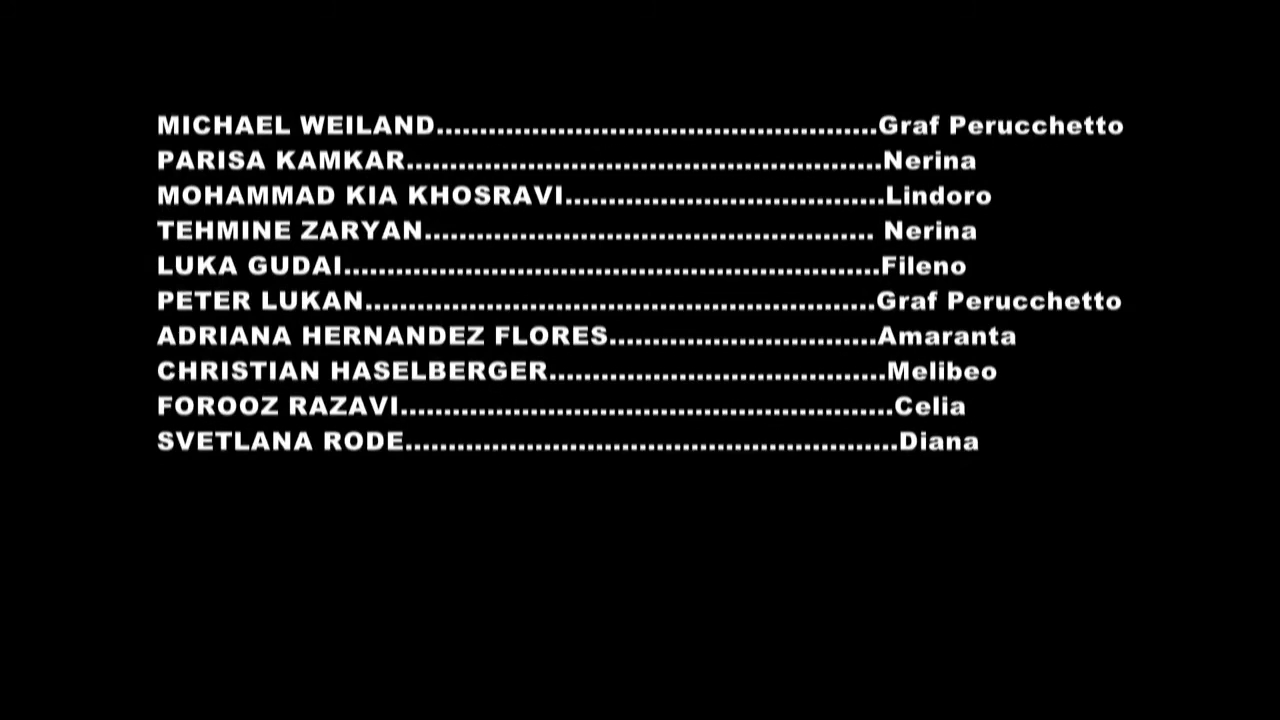 MICHAEL WEILAND..................................................Graf Perucchetto
PARISA KAMKAR......................................................Nerina
MOHAMMAD KIA KHOSRAVI....................................Lindoro
TEHMINE ZARYAN................................................... Nerina
LUKA GUDAI.............................................................Fileno
PETER LUKAN..........................................................Graf Perucchetto
ADRIANA HERNANDEZ FLORES..............................Amaranta
CHRISTIAN HASELBERGER......................................Melibeo
FOROOZ RAZAVI........................................................Celia
SVETLANA RODE........................................................Diana